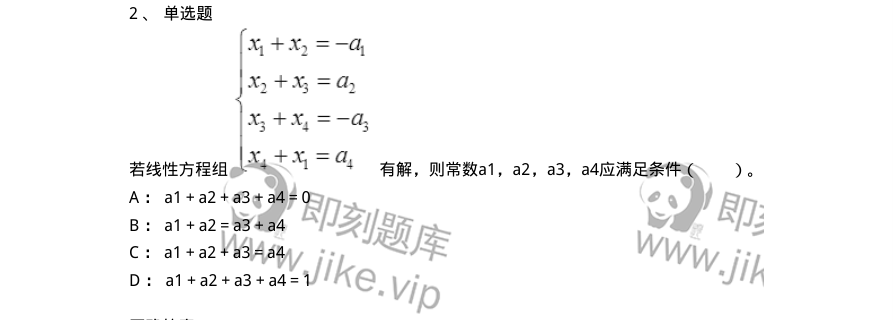 2 、 单选题
x₁ + x₂ = -a₁
x₂ + x₃ = a₂
x₃ + x₄ = -a₃
x₄ + x₁ = a₄
若线性方程组 有解，则常数a1，a2，a3，a4应满足条件 ( )。
A ： a1 + a2 + a3 + a4 = 0
B ： a1 + a2 = a3 + a4
C ： a1 + a2 + a3 = a4
D ： a1 + a2 + a3 + a4 = 1
即刻题库
www.jike.vip
即刻
www.jik